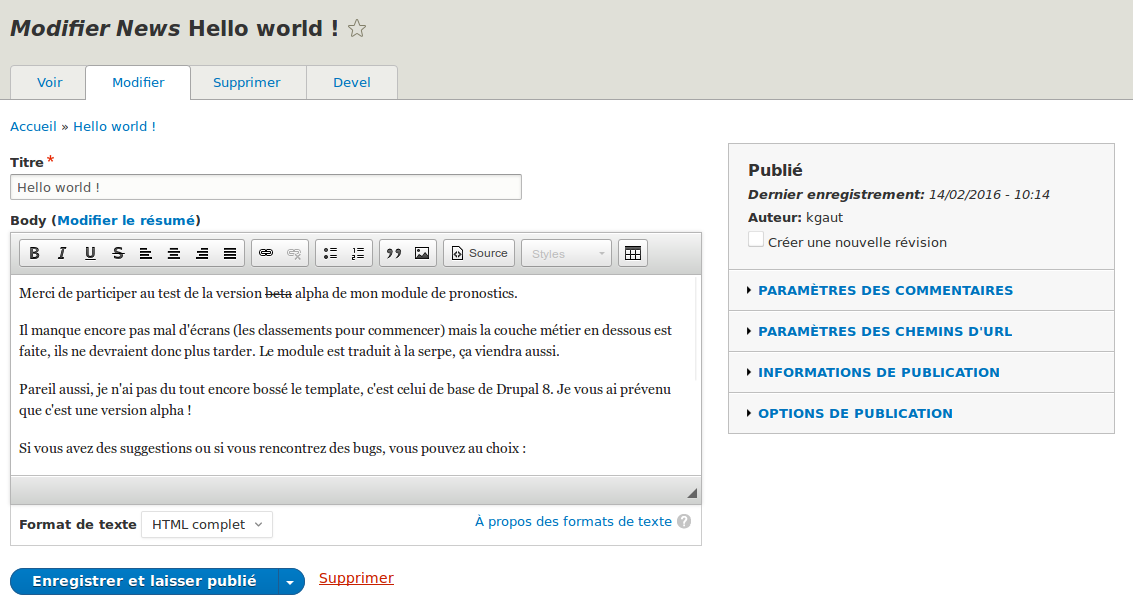 Modifier News Hello world !
Voir
Modifier
Supprimer
Devel
Accueil » Hello world !
Titre *
Hello world !
Body (Modifier le résumé)
B I U S Source Styles
Merci de participer au test de la version beta alpha de mon module de pronostics.
Il manque encore pas mal d'écrans (les classements pour commencer) mais la couche métier en dessous est
faite, ils ne devraient donc plus tarder. Le module est traduit à la serpe, ça viendra aussi.
Pareil aussi, je n'ai pas du tout encore bossé le template, c'est celui de base de Drupal 8. Je vous ai prévenu
que c'est une version alpha !
Si vous avez des suggestions ou si vous rencontrez des bugs, vous pouvez au choix :
Format de texte HTML complet
À propos des formats de texte ?
Enregistrer et laisser publié
Supprimer
Publié
Dernier enregistrement: 14/02/2016 - 10:14
Auteur: kgaut
Créer une nouvelle révision
PARAMÈTRES DES COMMENTAIRES
PARAMÈTRES DES CHEMINS D'URL
INFORMATIONS DE PUBLICATION
OPTIONS DE PUBLICATION